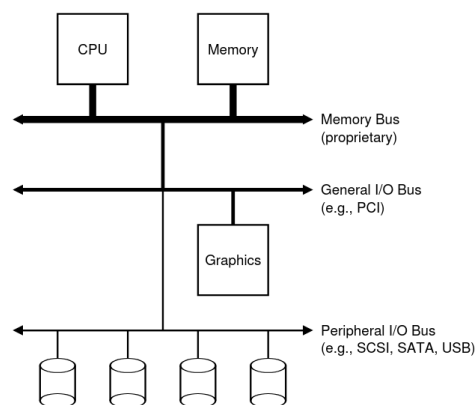 CPU
Memory
Memory Bus
(proprietary)
General I/O Bus
(e.g., PCI)
Graphics
Peripheral I/O Bus
(e.g., SCSI, SATA, USB)